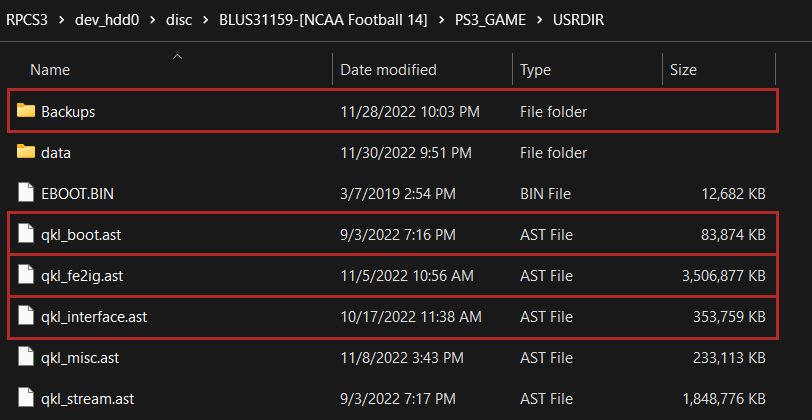 RPCS3 > dev_hdd0 > disc > BLUS31159-[NCAA Football 14] > PS3_GAME > USRDIR
Name Date modified Type Size
Backups 11/28/2022 10:03 PM File folder
data 11/30/2022 9:51 PM File folder
EBOOT.BIN 3/7/2019 2:54 PM BIN File 12,682 KB
qkl_boot.ast 9/3/2022 7:16 PM AST File 83,874 KB
qkl_fe2ig.ast 11/5/2022 10:56 AM AST File 3,506,877 KB
qkl_interface.ast 10/17/2022 11:38 AM AST File 353,759 KB
qkl_misc.ast 11/8/2022 3:43 PM AST File 233,113 KB
qkl_stream.ast 9/3/2022 7:17 PM AST File 1,848,776 KB